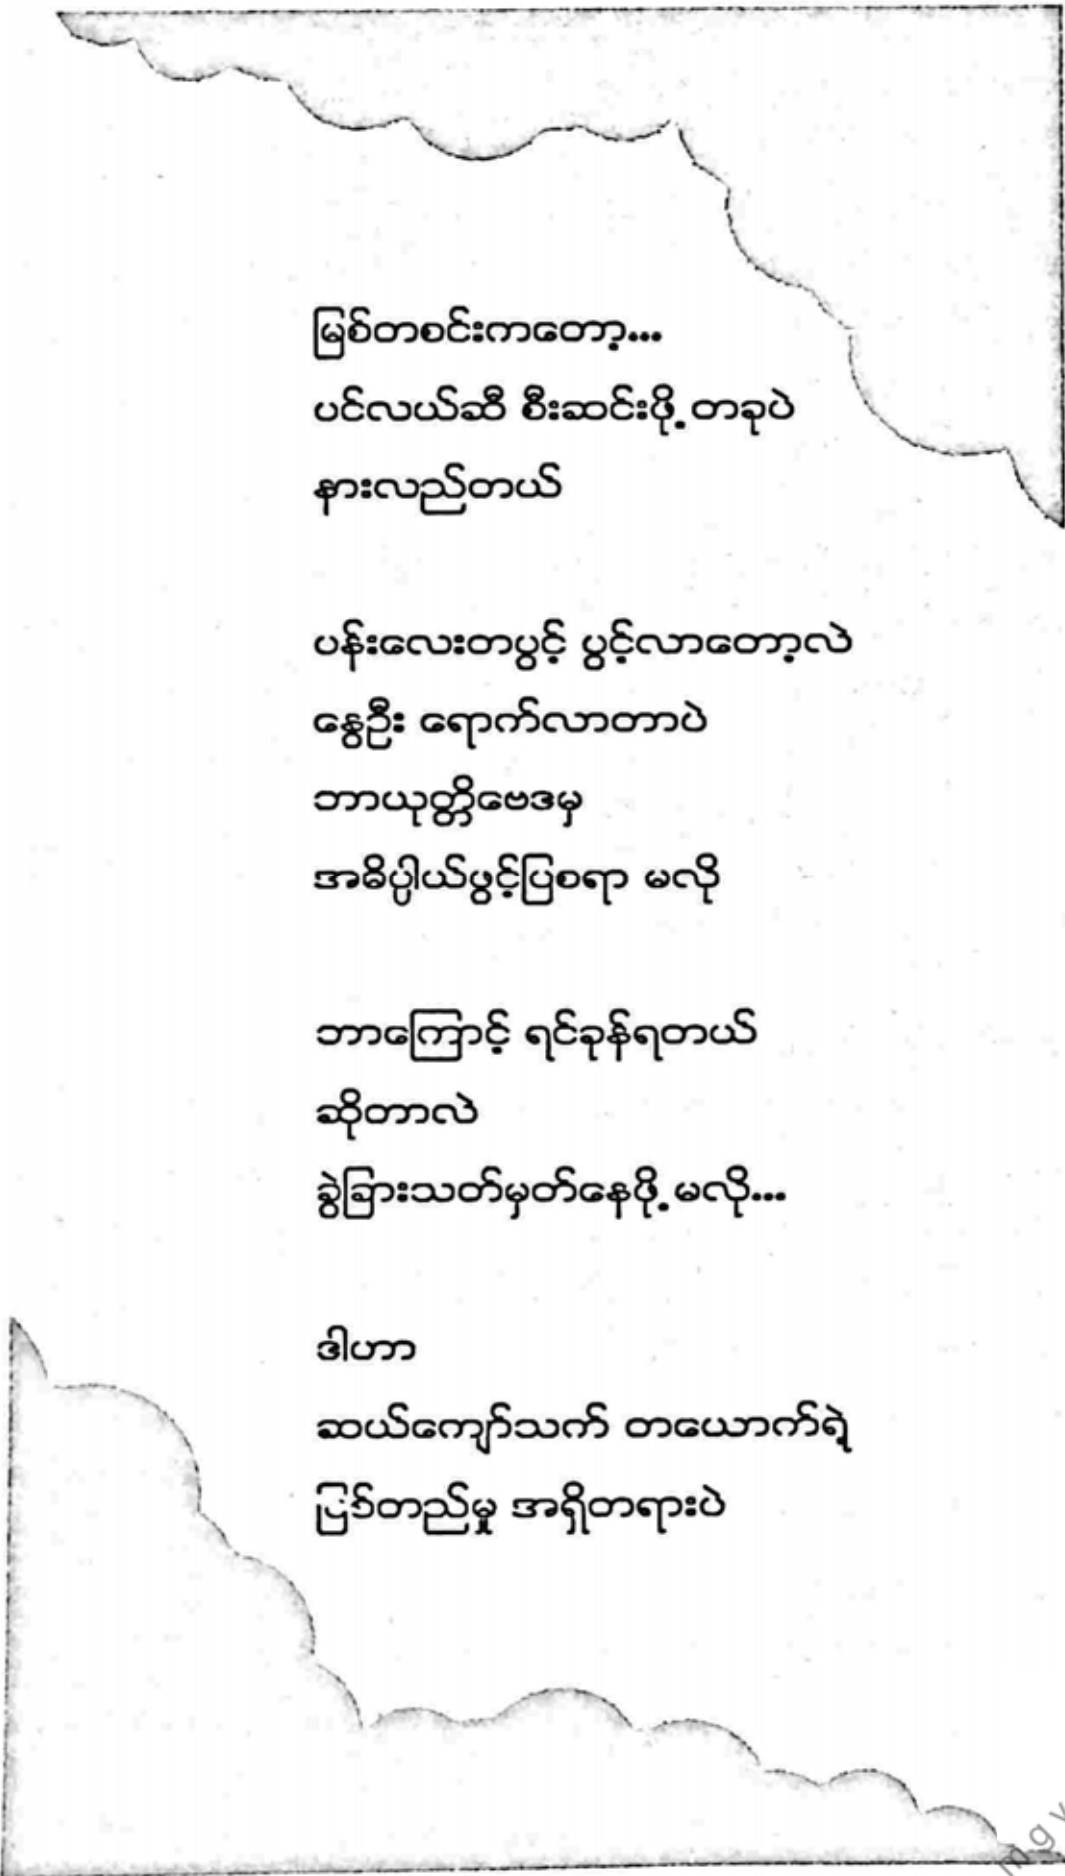 မြစ်တစင်းကတော့...
ပင်လယ်ဆီ စီးဆင်းဖို့ တခုပဲ
နားလည်တယ်
ပန်းလေးတပွင့် ပွင့်လာတော့လဲ
နွေဦး ရောက်လာတာပဲ
ဘာယုတ္တိဗေဒမှ
အဓိပ္ပါယ်ဖွင့်ပြစရာ မလို
ဘာကြောင့် ရင်ခုန်ရတယ်
ဆိုတာလဲ
ခွဲခြားသတ်မှတ်နေဖို့ မလို...
ဒါဟာ
ဆယ်ကျော်သက် တယောက်ရဲ့
ဖြစ်တည်မှု အရှိတရားပဲ